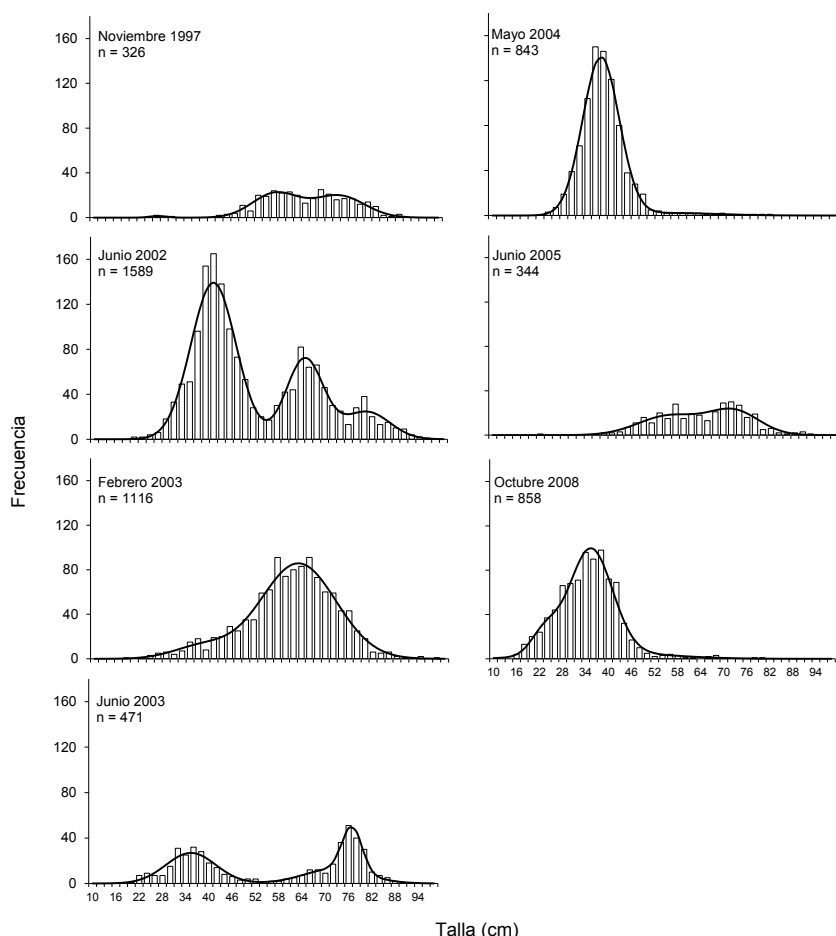 Noviembre 1997
n = 326
160
120
80
40
0
Mayo 2004
n = 843
Junio 2002
n = 1589
160
120
80
40
0
Junio 2005
n = 344
Frecuencia
Febrero 2003
n = 1116
160
120
80
40
0
Octubre 2008
n = 858
10 16 22 28 34 40 46 52 58 64 70 76 82 88 94
Junio 2003
n = 471
160
120
80
40
0
10 16 22 28 34 40 46 52 58 64 70 76 82 88 94
Talla (cm)